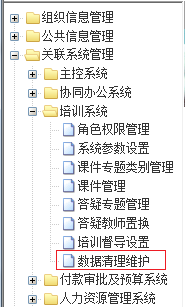 组织信息管理
公共信息管理
关联系统管理
主控系统
协同办公系统
培训系统
角色权限管理
系统参数设置
课件专题类别管理
课件管理
答疑专题管理
答疑教师置换
培训督导设置
数据清理维护
付款审批及预算系统
人力资源管理系统